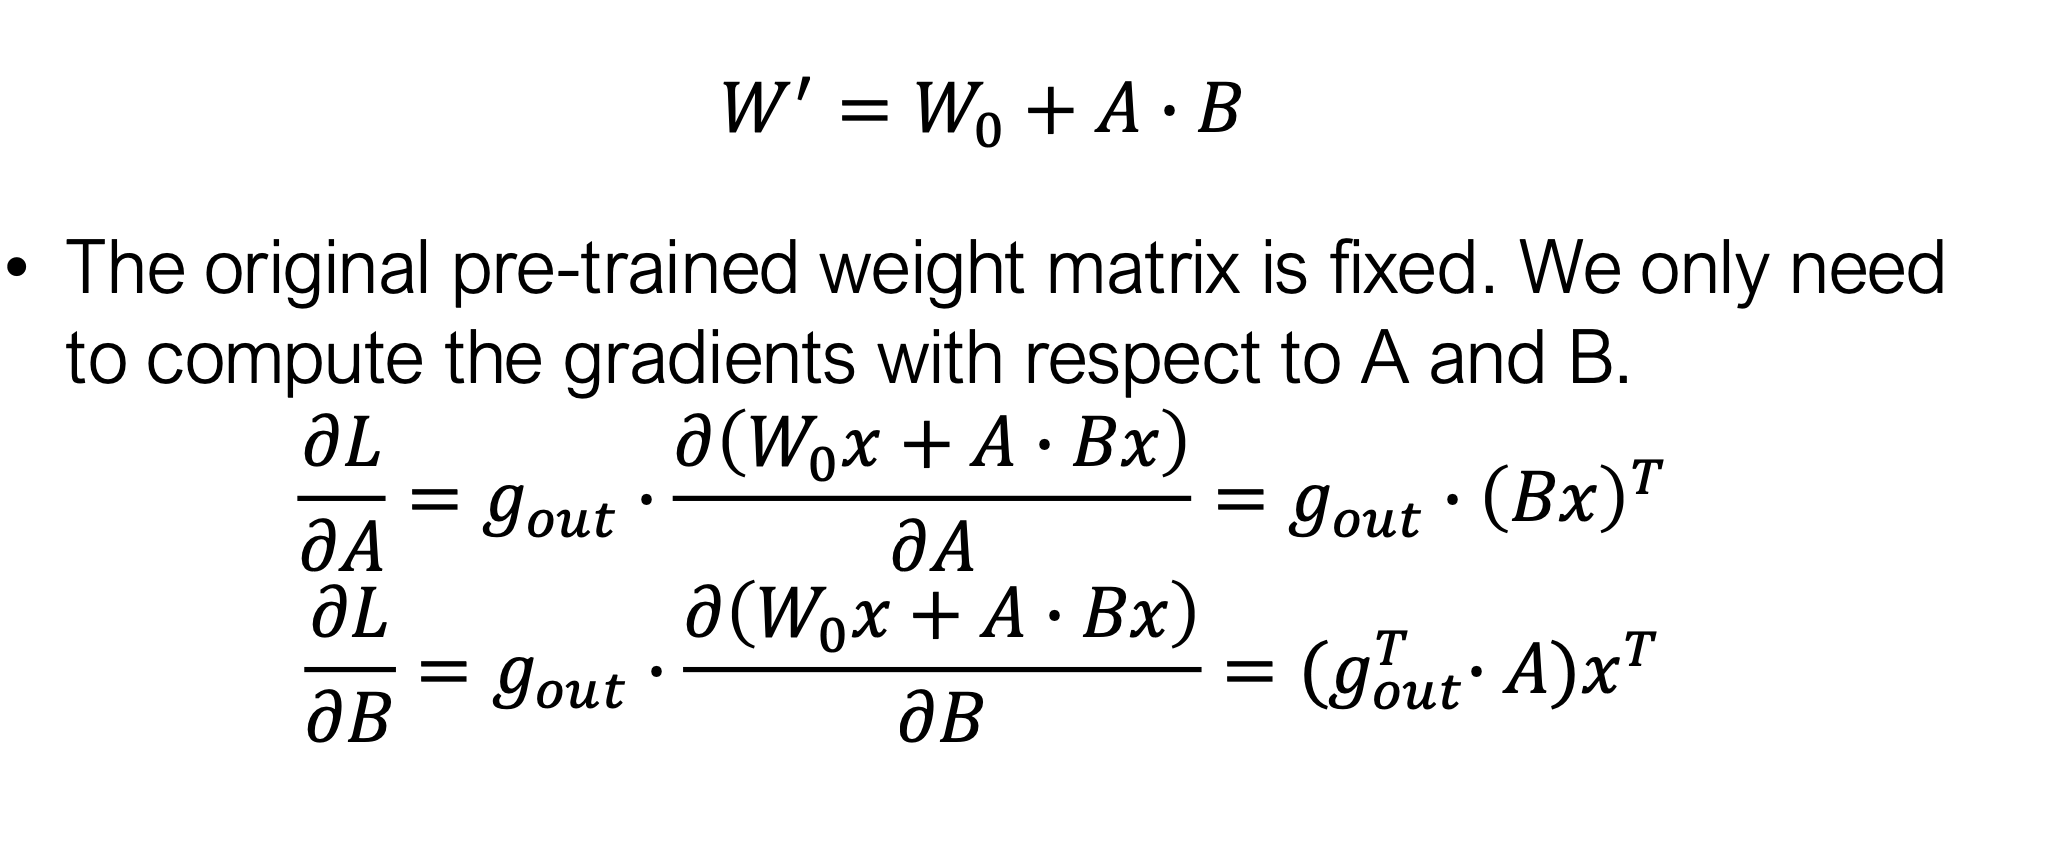 W′ = W₀ + A · B
• The original pre-trained weight matrix is fixed. We only need
to compute the gradients with respect to A and B.
∂L/∂A = g_out · ∂(W₀x + A · Bx)/∂A = g_out · (Bx)^T
∂L/∂B = g_out · ∂(W₀x + A · Bx)/∂B = (g_out^T · A)x^T